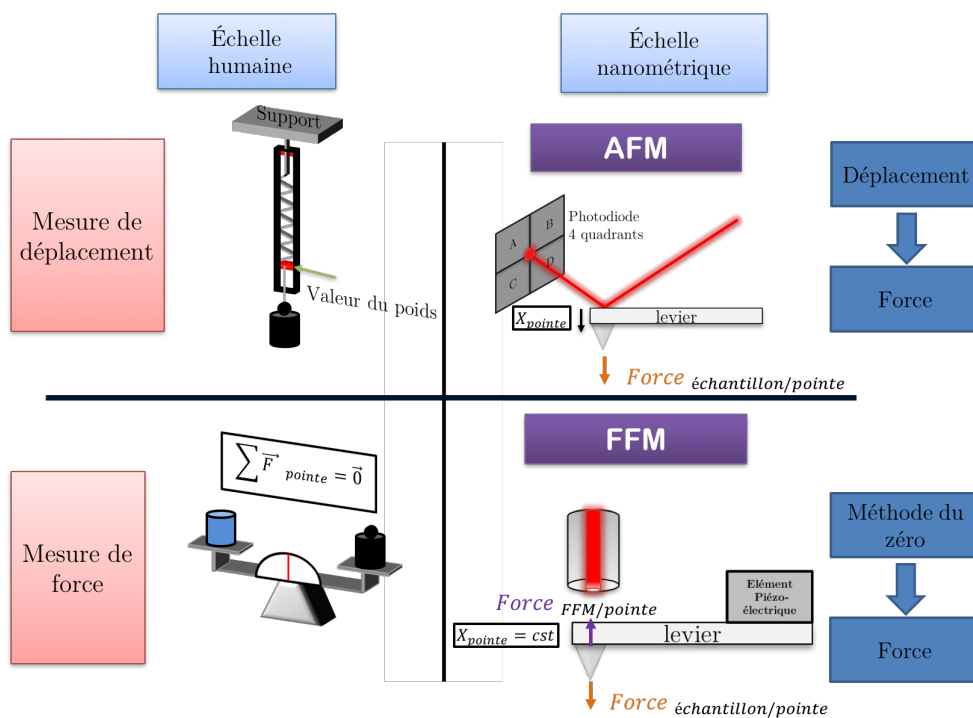 Échelle
humaine
Échelle
nanométrique
Support
AFM
Mesure de
déplacement
Valeur du poids
Photodiode
4 quadrants
A
B
C
D
X pointe
levier
Force échantillon/pointe
Déplacement
Force
FFM
Mesure de
force
∑ F⃗ pointe = 0⃗
Force FFM/pointe
X pointe = cst
levier
Elément
Piézo-
électrique
Force échantillon/pointe
Méthode du
zéro
Force